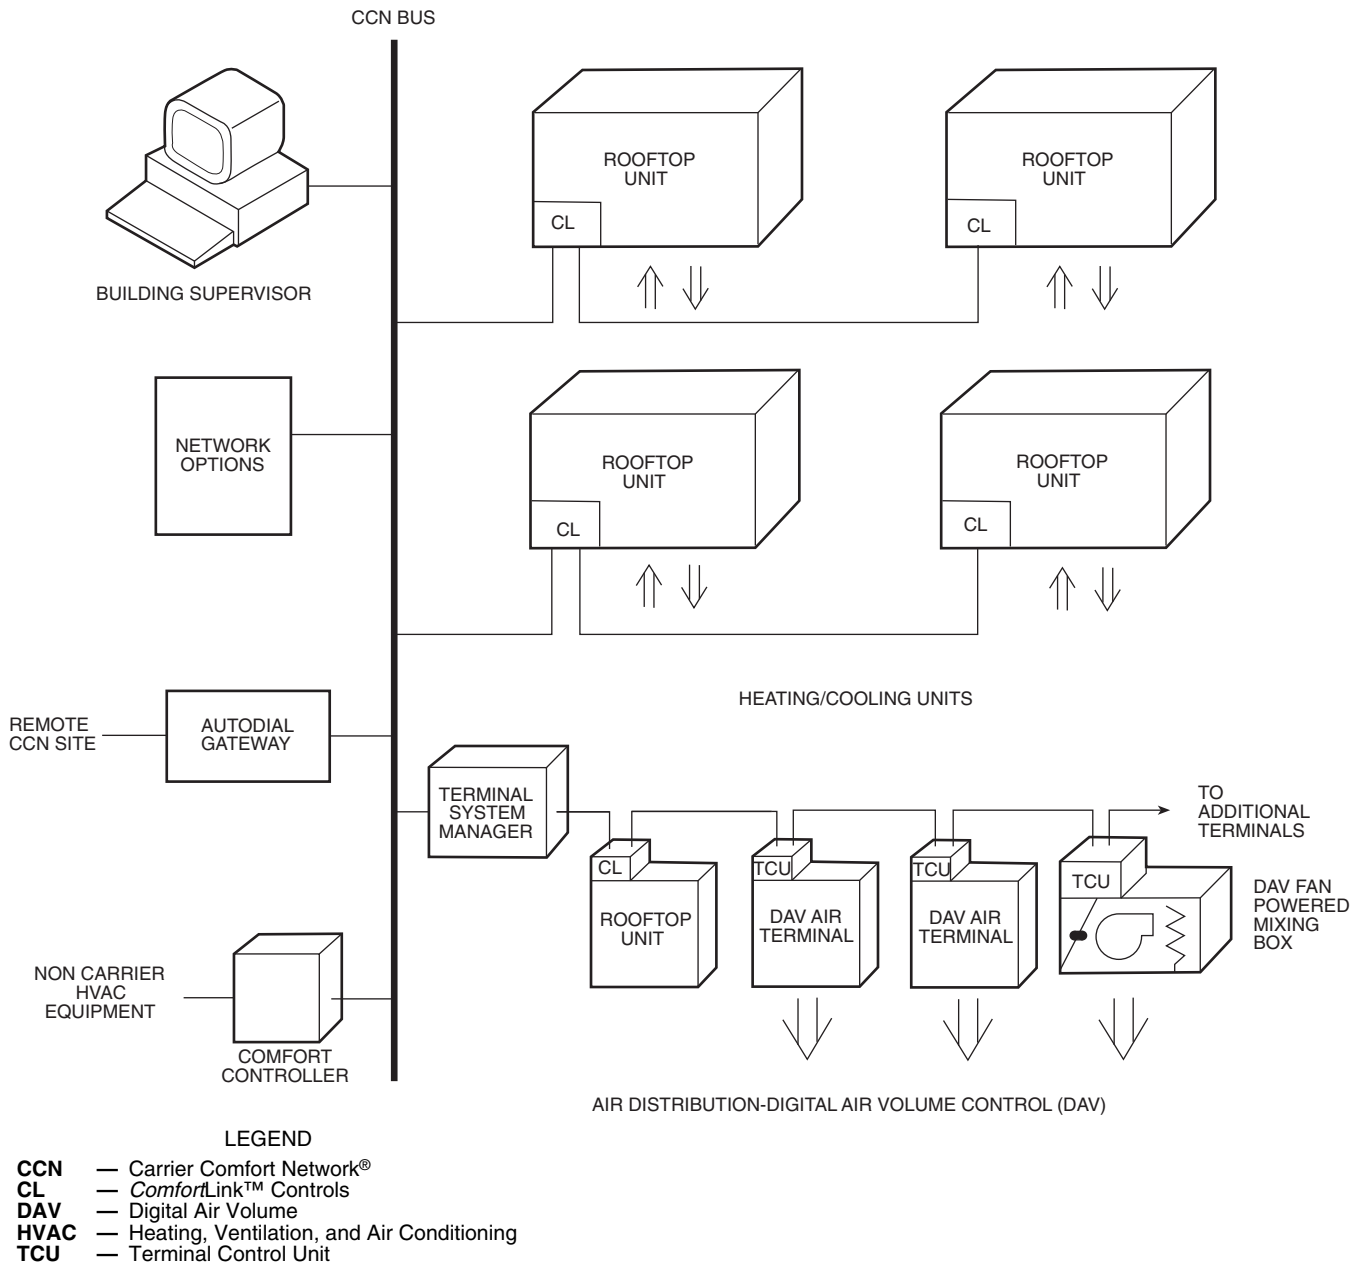 CCN BUS
ROOFTOP
UNIT
CL
ROOFTOP
UNIT
CL
BUILDING SUPERVISOR
NETWORK
OPTIONS
ROOFTOP
UNIT
CL
ROOFTOP
UNIT
CL
HEATING/COOLING UNITS
REMOTE
CCN SITE
AUTODIAL
GATEWAY
TERMINAL
SYSTEM
MANAGER
CL
ROOFTOP
UNIT
TCU
DAV AIR
TERMINAL
TCU
DAV AIR
TERMINAL
TCU
TO
ADDITIONAL
TERMINALS
DAV FAN
POWERED
MIXING
BOX
NON CARRIER
HVAC
EQUIPMENT
COMFORT
CONTROLLER
AIR DISTRIBUTION-DIGITAL AIR VOLUME CONTROL (DAV)
LEGEND
CCN — Carrier Comfort Network®
CL — ComfortLink™ Controls
DAV — Digital Air Volume
HVAC — Heating, Ventilation, and Air Conditioning
TCU — Terminal Control Unit